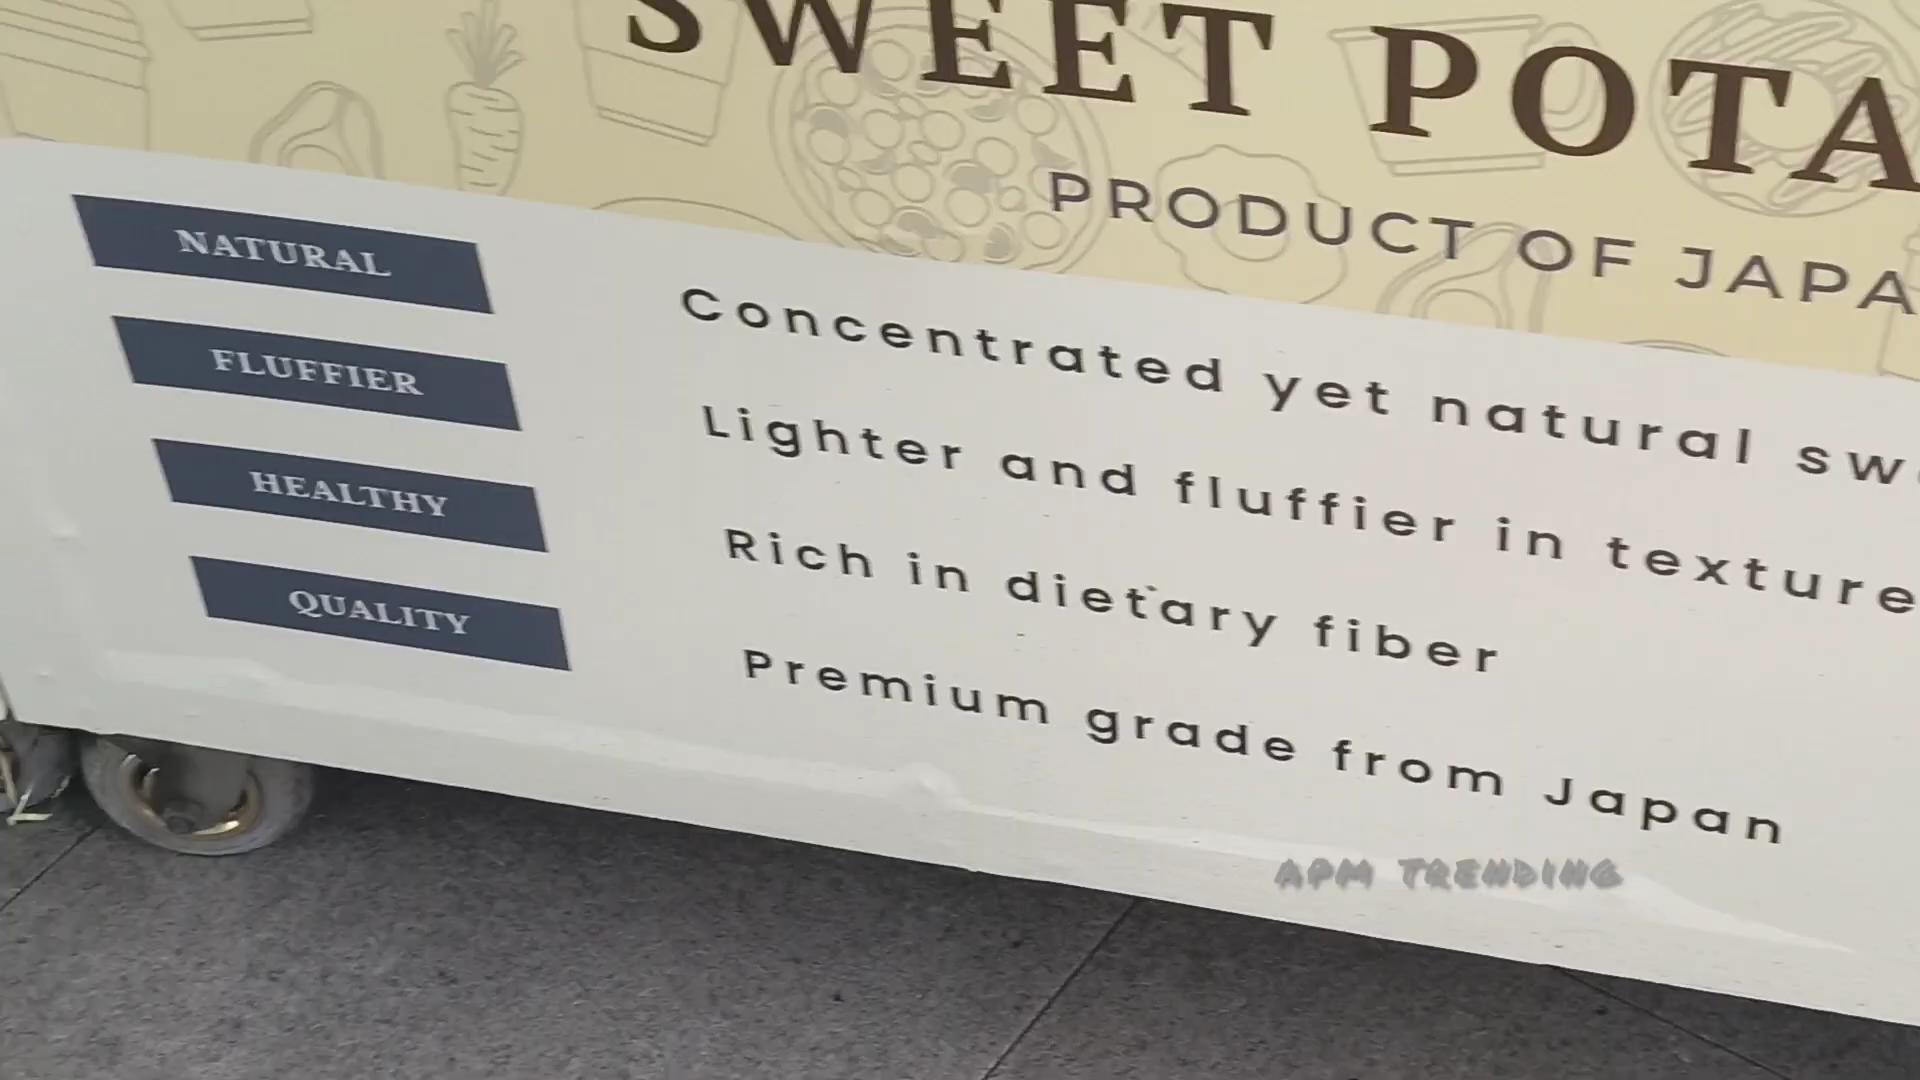 SWEET POTA
PRODUCT OF JAPA
NATURAL
Concentrated yet natural sw
FLUFFIER
Lighter and fluffier in texture
HEALTHY
Rich in dietary fiber
QUALITY
Premium grade from Japan
APM TRENDING